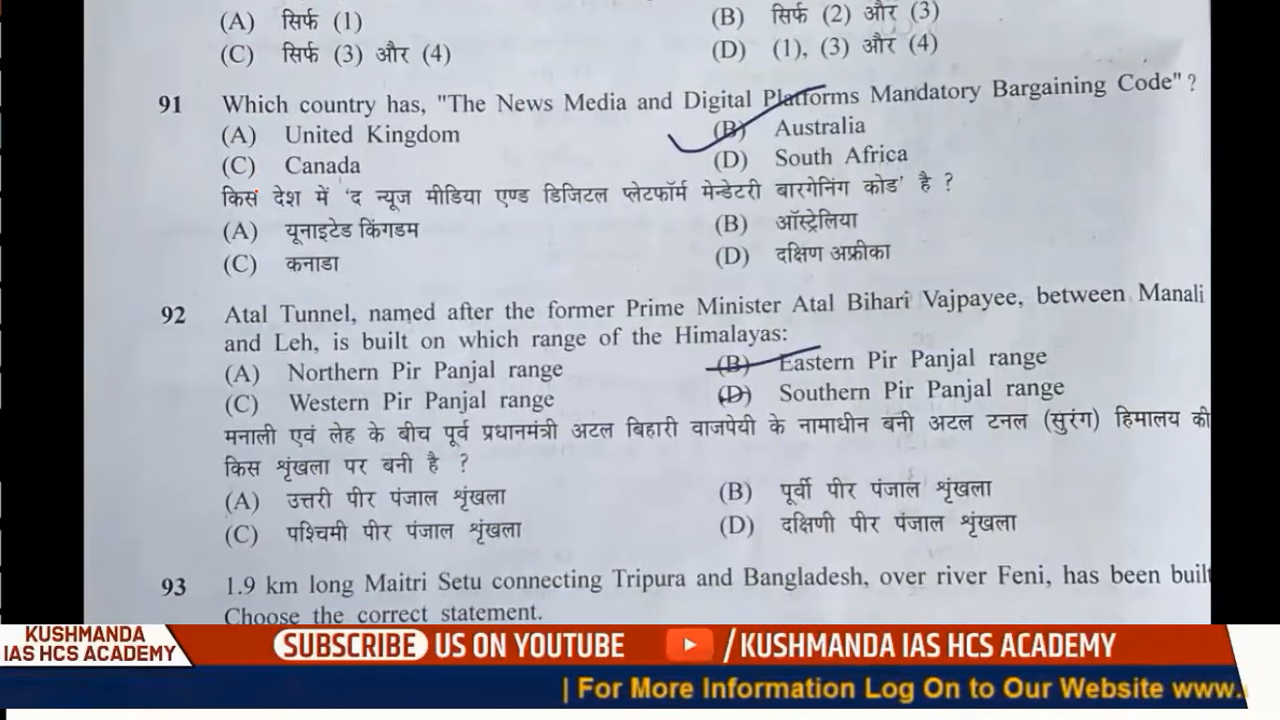 (A) सिर्फ (1) (B) सिर्फ (2) और (3)
(C) सिर्फ (3) और (4) (D) (1), (3) और (4)
91 Which country has, "The News Media and Digital Platforms Mandatory Bargaining Code" ?
(A) United Kingdom (B) Australia
(C) Canada (D) South Africa
किस देश में 'द न्यूज मीडिया एण्ड डिजिटल प्लेटफॉर्म मेन्डेटरी बारगेनिंग कोड' है ?
(A) यूनाइटेड किंगडम (B) ऑस्ट्रेलिया
(C) कनाडा (D) दक्षिण अफ्रीका
92 Atal Tunnel, named after the former Prime Minister Atal Bihari Vajpayee, between Manali
and Leh, is built on which range of the Himalayas:
(A) Northern Pir Panjal range (B) Eastern Pir Panjal range
(C) Western Pir Panjal range (D) Southern Pir Panjal range
मनाली एवं लेह के बीच पूर्व प्रधानमंत्री अटल बिहारी वाजपेयी के नामाधीन बनी अटल टनल (सुरंग) हिमालय की
किस शृंखला पर बनी है ?
(A) उत्तरी पीर पंजाल शृंखला (B) पूर्वी पीर पंजाल शृंखला
(C) पश्चिमी पीर पंजाल शृंखला (D) दक्षिणी पीर पंजाल शृंखला
93 1.9 km long Maitri Setu connecting Tripura and Bangladesh, over river Feni, has been built
Choose the correct statement.
KUSHMANDA
IAS HCS ACADEMY
SUBSCRIBE US ON YOUTUBE /KUSHMANDA IAS HCS ACADEMY
| For More Information Log On to Our Website www.